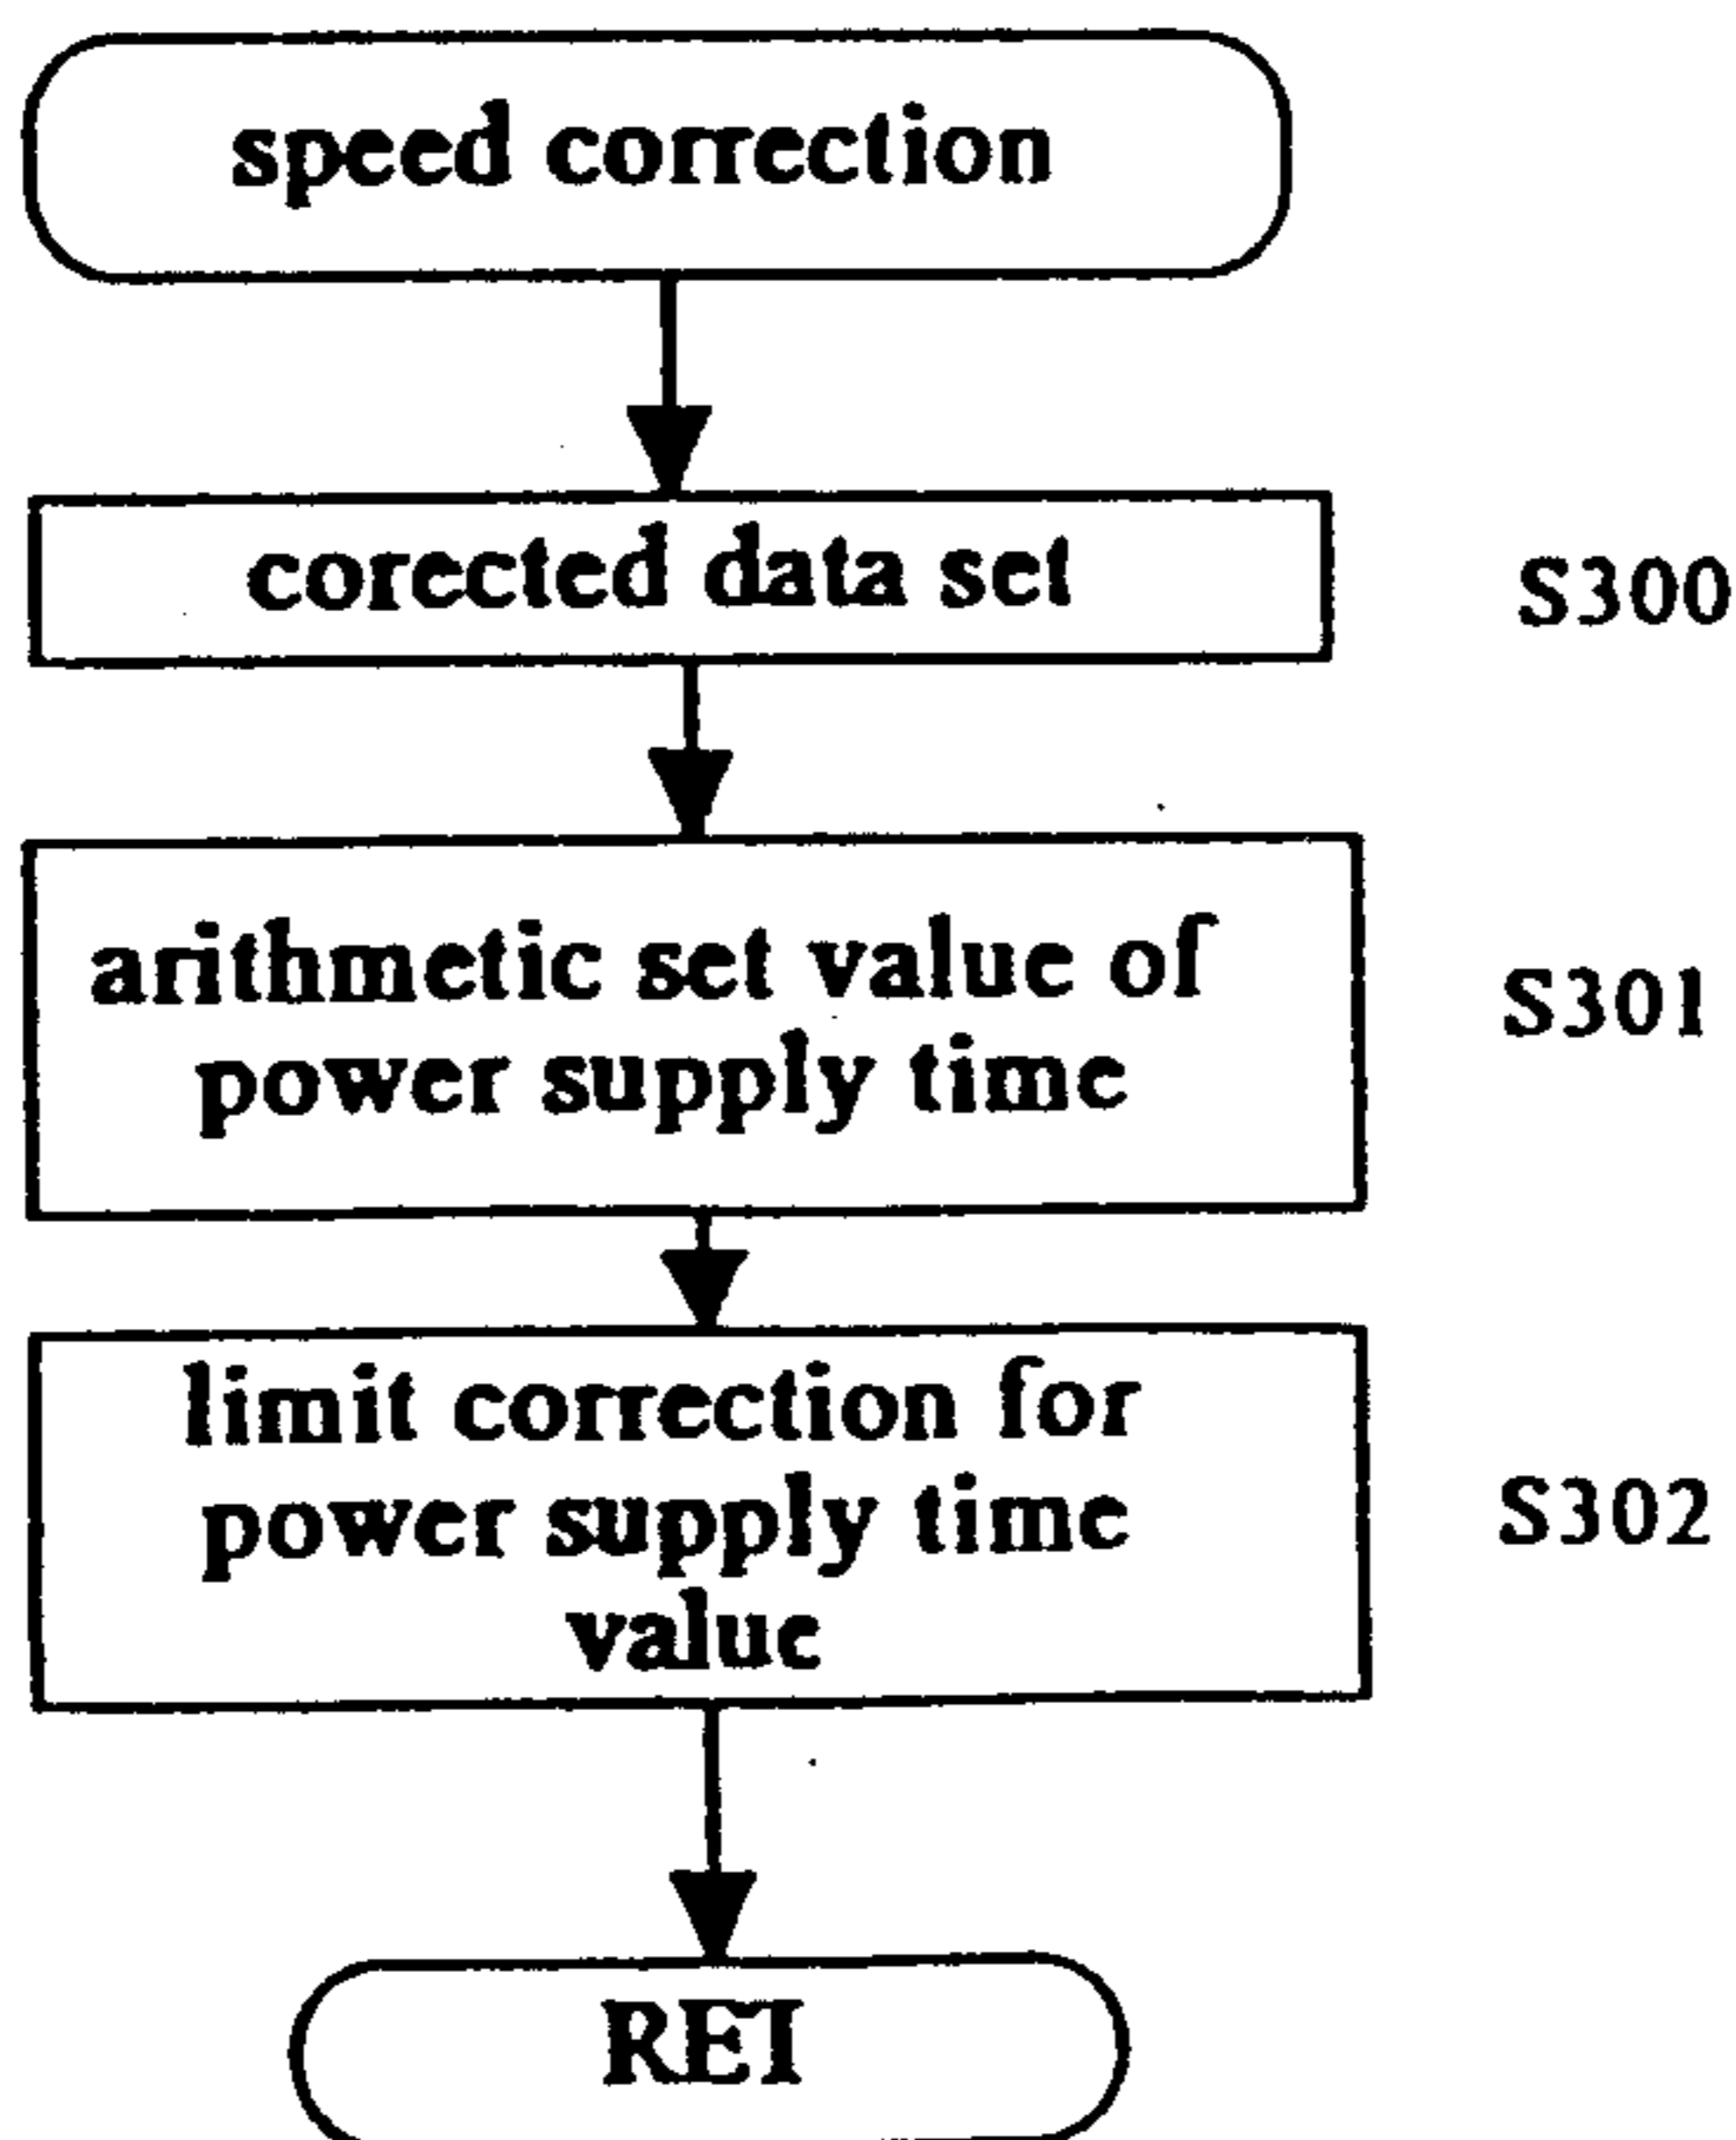 speed correction
corected data set
S300
arithmetic set value of
power supply time
S301
limit correction for
power supply time
value
S302
RET